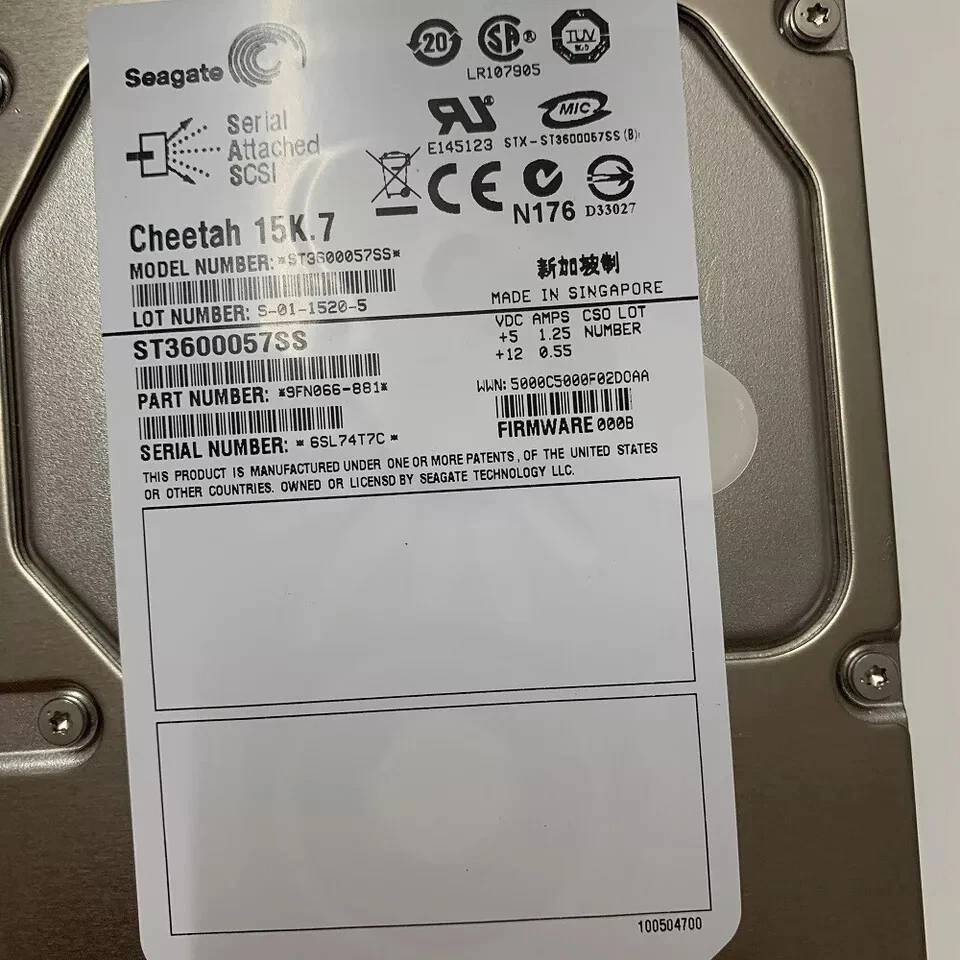 Seagate
20 SA ® TUV
LR107905
Serial
Attached
SCSI
MIC
E145123 STX-ST3600057SS (B)
CE N176 D33027
Cheetah 15K.7
MODEL NUMBER: *ST3600057SS*
LOT NUMBER: S-01-1520-5
新加坡制
MADE IN SINGAPORE
ST3600057SS
VDC AMPS CSO LOT
+5 1.25 NUMBER
+12 0.55
PART NUMBER: *9FN066-881*
WWN: 5000C5000F02D0AA
FIRMWARE 000B
SERIAL NUMBER: * 6SL74T7C *
THIS PRODUCT IS MANUFACTURED UNDER ONE OR MORE PATENTS, OF THE UNITED STATES
OR OTHER COUNTRIES. OWNED OR LICENSD BY SEAGATE TECHNOLOGY LLC.
100504700